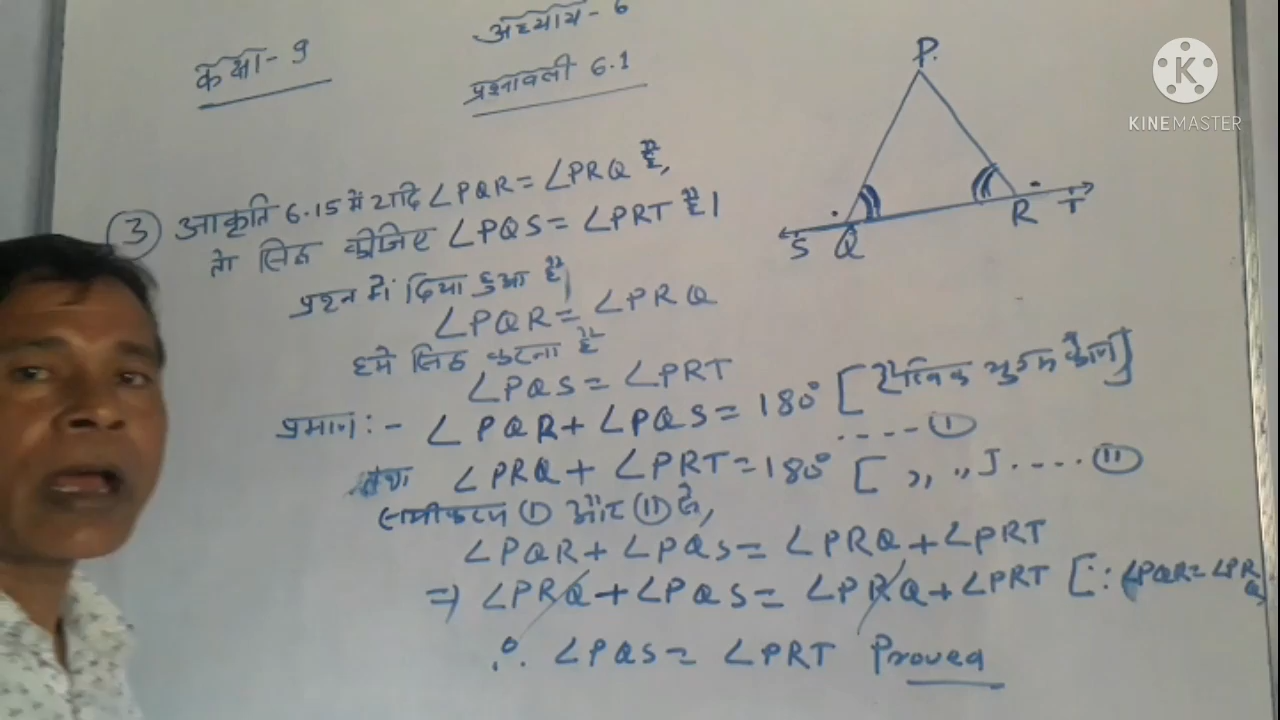 कक्षा - 9
अध्याय - 6
प्रश्नावली 6.1
③ आकृति 6.15 में यदि ∠PQR = ∠PRQ है,
तो सिद्ध कीजिए ∠PQS = ∠PRT है।
प्रश्न में दिया हुआ है।
∠PQR = ∠PRQ
हमे सिद्ध करना है
∠PQS = ∠PRT
प्रमाण :- ∠PQR + ∠PQS = 180° [रैखिक युग्म कोण]
.....①
तथा ∠PRQ + ∠PRT = 180° [ ,, ,, ] ....(II)
समीकरण ① और (II) से,
∠PQR + ∠PQS = ∠PRQ + ∠PRT
⇒ ∠PRQ + ∠PQS = ∠PRQ + ∠PRT [∵ ∠PQR = ∠PRQ
∴ ∠PQS = ∠PRT Proved
P.
S Q R T
K
KINEMASTER